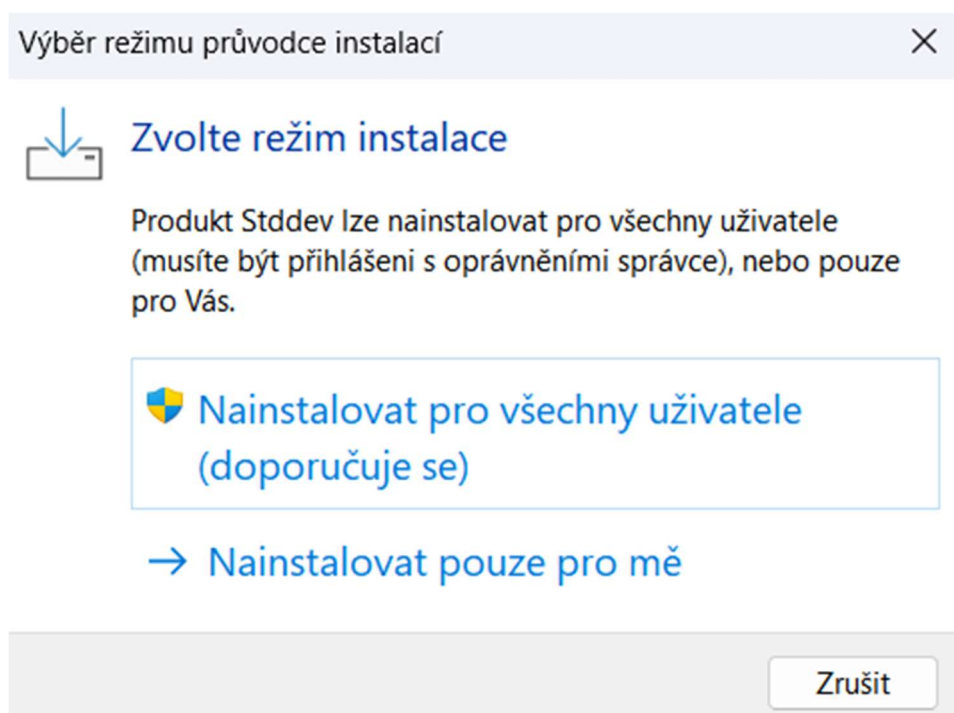 Výběr režimu průvodce instalací
Zvolte režim instalace
Produkt Stddev lze nainstalovat pro všechny uživatele
(musíte být přihlášeni s oprávněními správce), nebo pouze
pro Vás.
Nainstalovat pro všechny uživatele
(doporučuje se)
Nainstalovat pouze pro mě
Zrušit